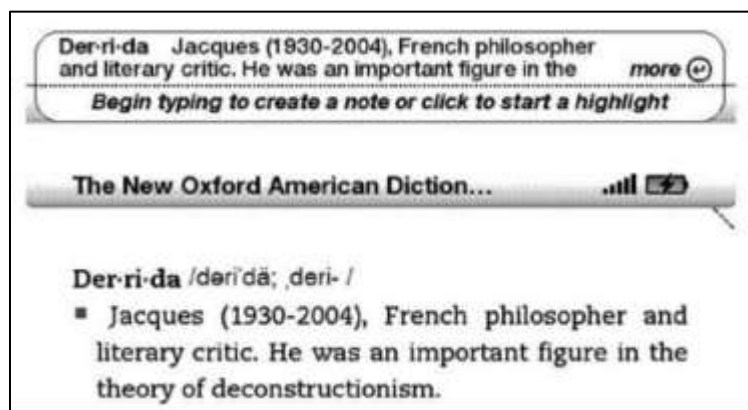 Der·ri·da Jacques (1930-2004), French philosopher
and literary critic. He was an important figure in the more
Begin typing to create a note or click to start a highlight
The New Oxford American Diction...
Der·ri·da /dəriˈdä; ˌderi- /
▪ Jacques (1930-2004), French philosopher and
literary critic. He was an important figure in the
theory of deconstructionism.